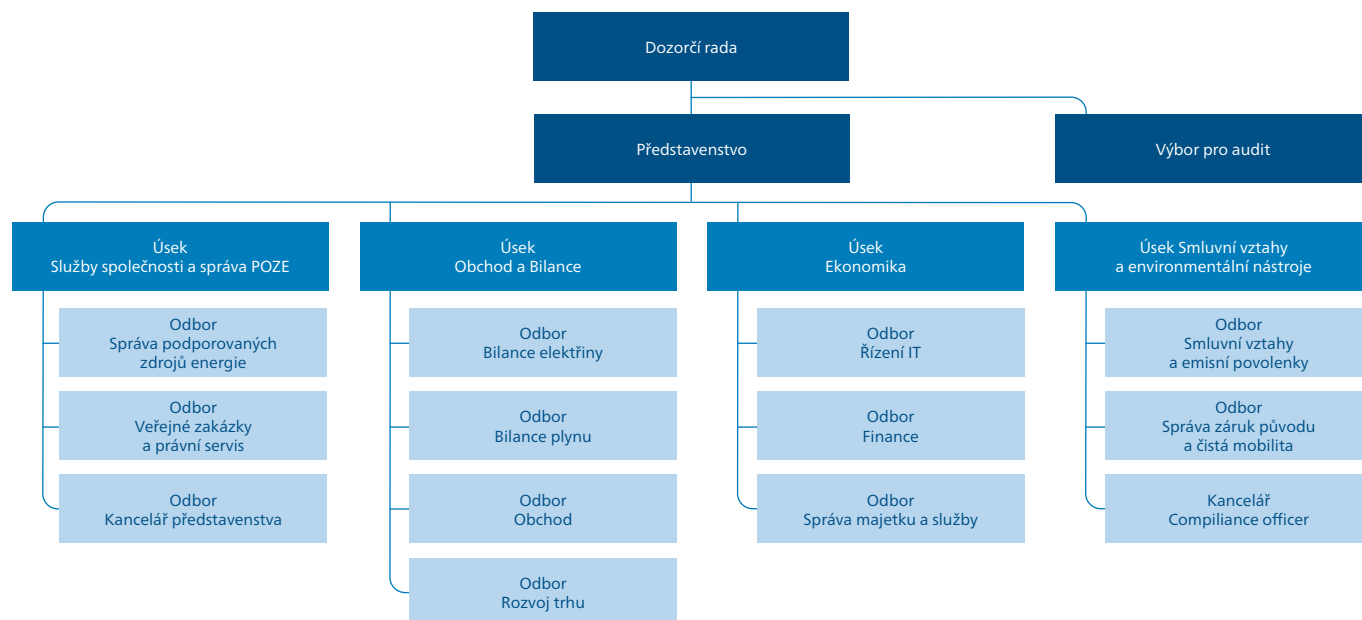 Dozorčí rada
Představenstvo
Výbor pro audit
Úsek
Služby společnosti a správa POZE
Úsek
Obchod a Bilance
Úsek
Ekonomika
Úsek Smluvní vztahy
a environmentální nástroje
Odbor
Správa podporovaných
zdrojů energie
Odbor
Veřejné zakázky
a právní servis
Odbor
Kancelář představenstva
Odbor
Bilance elektřiny
Odbor
Bilance plynu
Odbor
Obchod
Odbor
Rozvoj trhu
Odbor
Řízení IT
Odbor
Finance
Odbor
Správa majetku a služby
Odbor
Smluvní vztahy
a emisní povolenky
Odbor
Správa záruk původu
a čistá mobilita
Kancelář
Compiliance officer